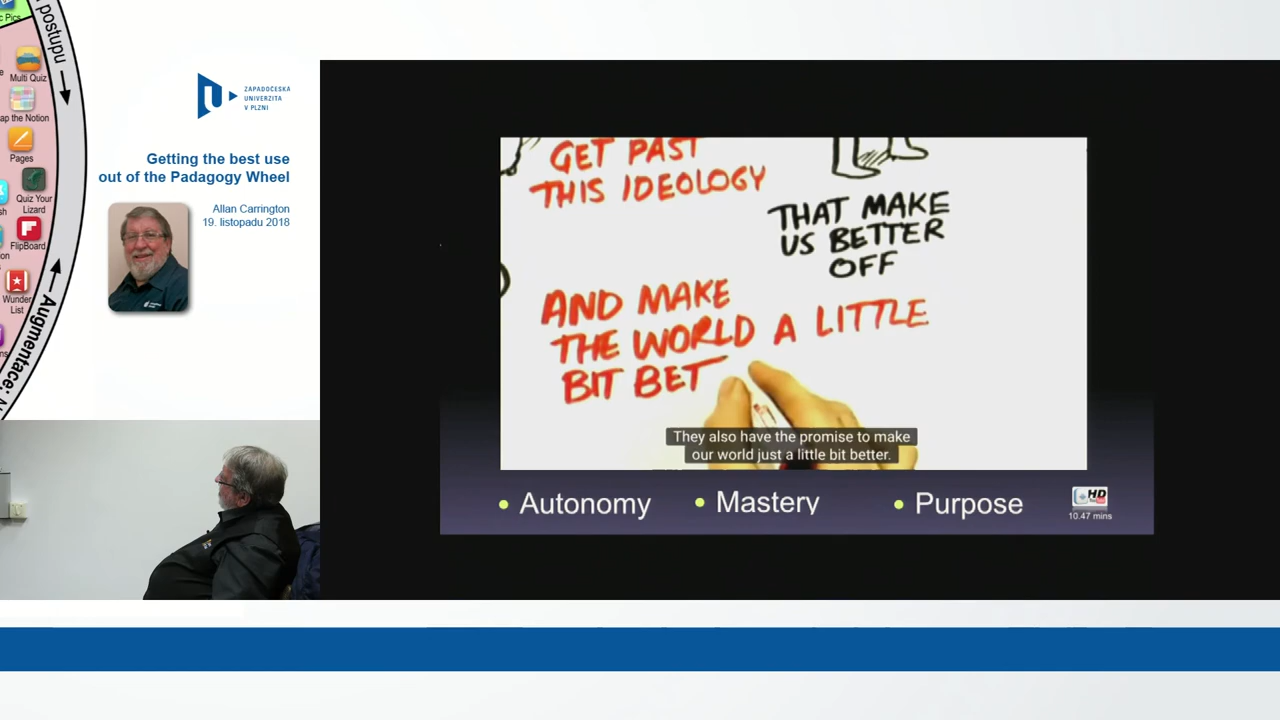 c Pics
postupu
Multi Quiz
ap the Notion
Pages
Quiz Your
Lizard
FlipBoard
Wunder
List
Augmentace:
ZÁPADOČESKÁ
UNIVERZITA
V PLZNI
Getting the best use
out of the Padagogy Wheel
Allan Carrington
19. listopadu 2018
GET PAST
THIS IDEOLOGY
THAT MAKE
US BETTER
OFF
AND MAKE
THE WORLD A LITTLE
BIT BET
They also have the promise to make
our world just a little bit better.
• Autonomy • Mastery • Purpose
HD
10.47 mins